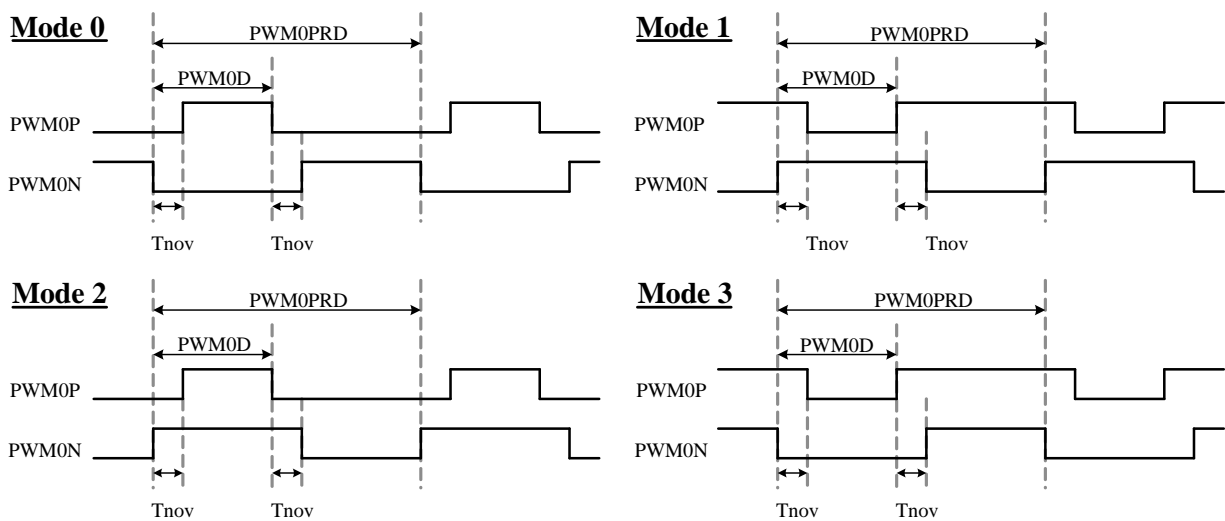 Mode 0
PWM0PRD
PWM0D
PWM0P
PWM0N
Tnov
Tnov
Mode 1
PWM0PRD
PWM0D
PWM0P
PWM0N
Tnov
Tnov
Mode 2
PWM0PRD
PWM0D
PWM0P
PWM0N
Tnov
Tnov
Mode 3
PWM0PRD
PWM0D
PWM0P
PWM0N
Tnov
Tnov